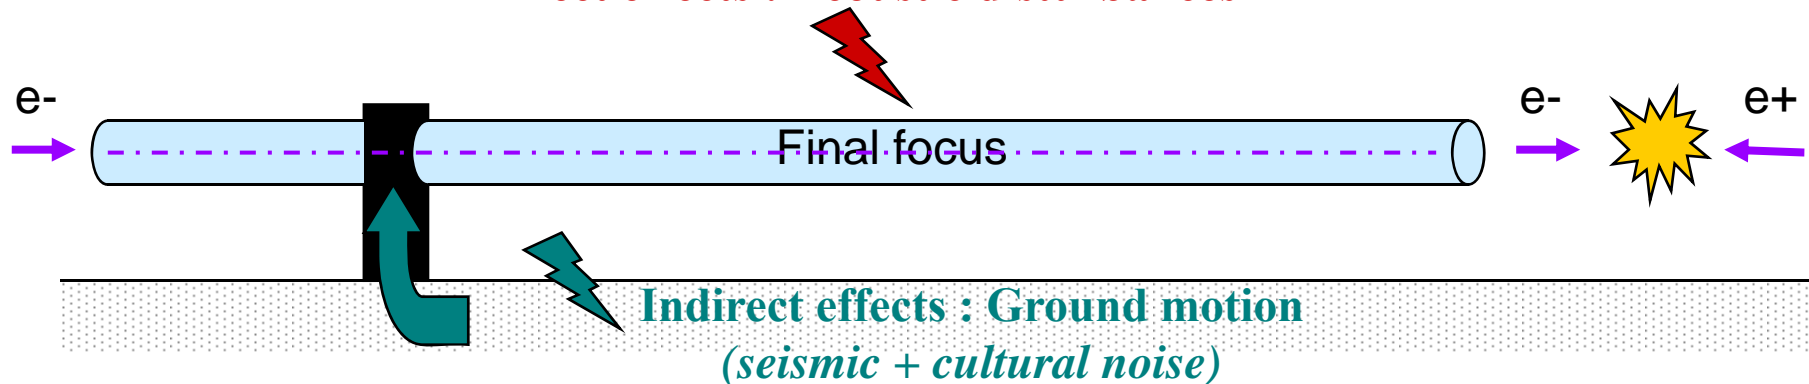 e-
Final focus
e-
e+
Indirect effects : Ground motion
(seismic + cultural noise)